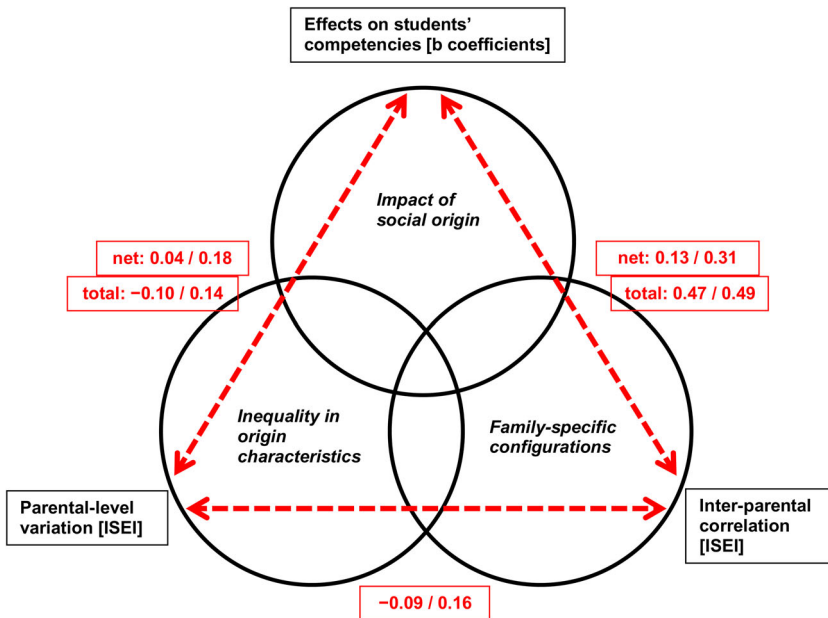 Effects on students'
competencies [b coefficients]
Impact of
social origin
net: 0.04 / 0.18
total: −0.10 / 0.14
net: 0.13 / 0.31
total: 0.47 / 0.49
Inequality in
origin
characteristics
Family-specific
configurations
Parental-level
variation [ISEI]
Inter-parental
correlation
[ISEI]
−0.09 / 0.16